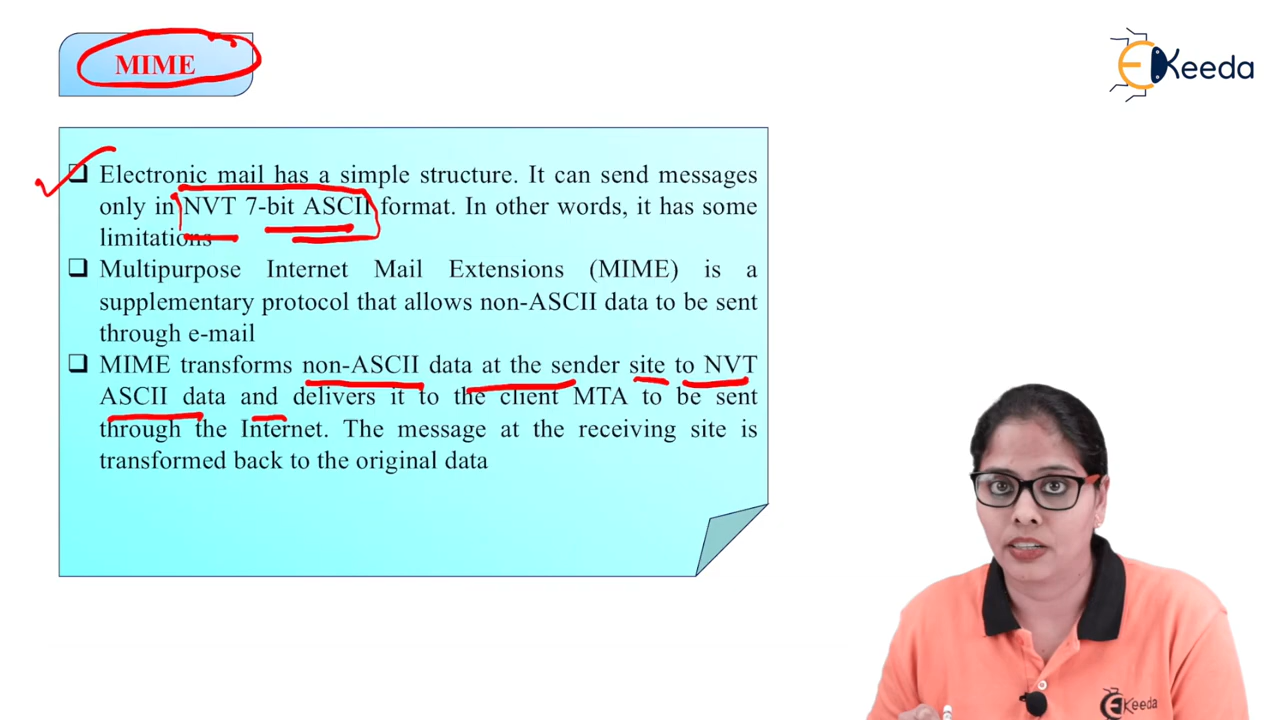 MIME
EKeeda
❑ Electronic mail has a simple structure. It can send messages
only in NVT 7-bit ASCII format. In other words, it has some
limitations
❑ Multipurpose Internet Mail Extensions (MIME) is a
supplementary protocol that allows non-ASCII data to be sent
through e-mail
❑ MIME transforms non-ASCII data at the sender site to NVT
ASCII data and delivers it to the client MTA to be sent
through the Internet. The message at the receiving site is
transformed back to the original data
EKeeda